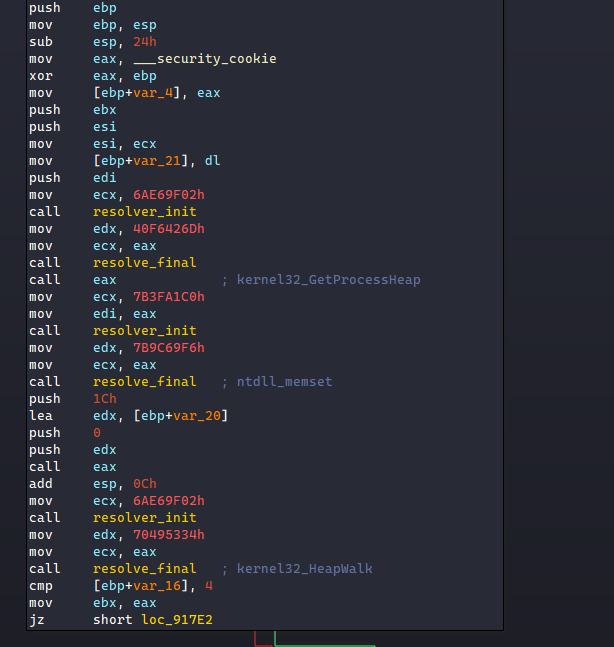 push ebp
mov ebp, esp
sub esp, 24h
mov eax, ___security_cookie
xor eax, ebp
mov [ebp+var_4], eax
push ebx
push esi
mov esi, ecx
mov [ebp+var_21], dl
push edi
mov ecx, 6AE69F02h
call resolver_init
mov edx, 40F6426Dh
mov ecx, eax
call resolve_final
call eax ; kernel32_GetProcessHeap
mov ecx, 7B3FA1C0h
mov edi, eax
call resolver_init
mov edx, 7B9C69F6h
mov ecx, eax
call resolve_final ; ntdll_memset
push 1Ch
lea edx, [ebp+var_20]
push 0
push edx
call eax
add esp, 0Ch
mov ecx, 6AE69F02h
call resolver_init
mov edx, 70495334h
mov ecx, eax
call resolve_final ; kernel32_HeapWalk
cmp [ebp+var_16], 4
mov ebx, eax
jz short loc_917E2